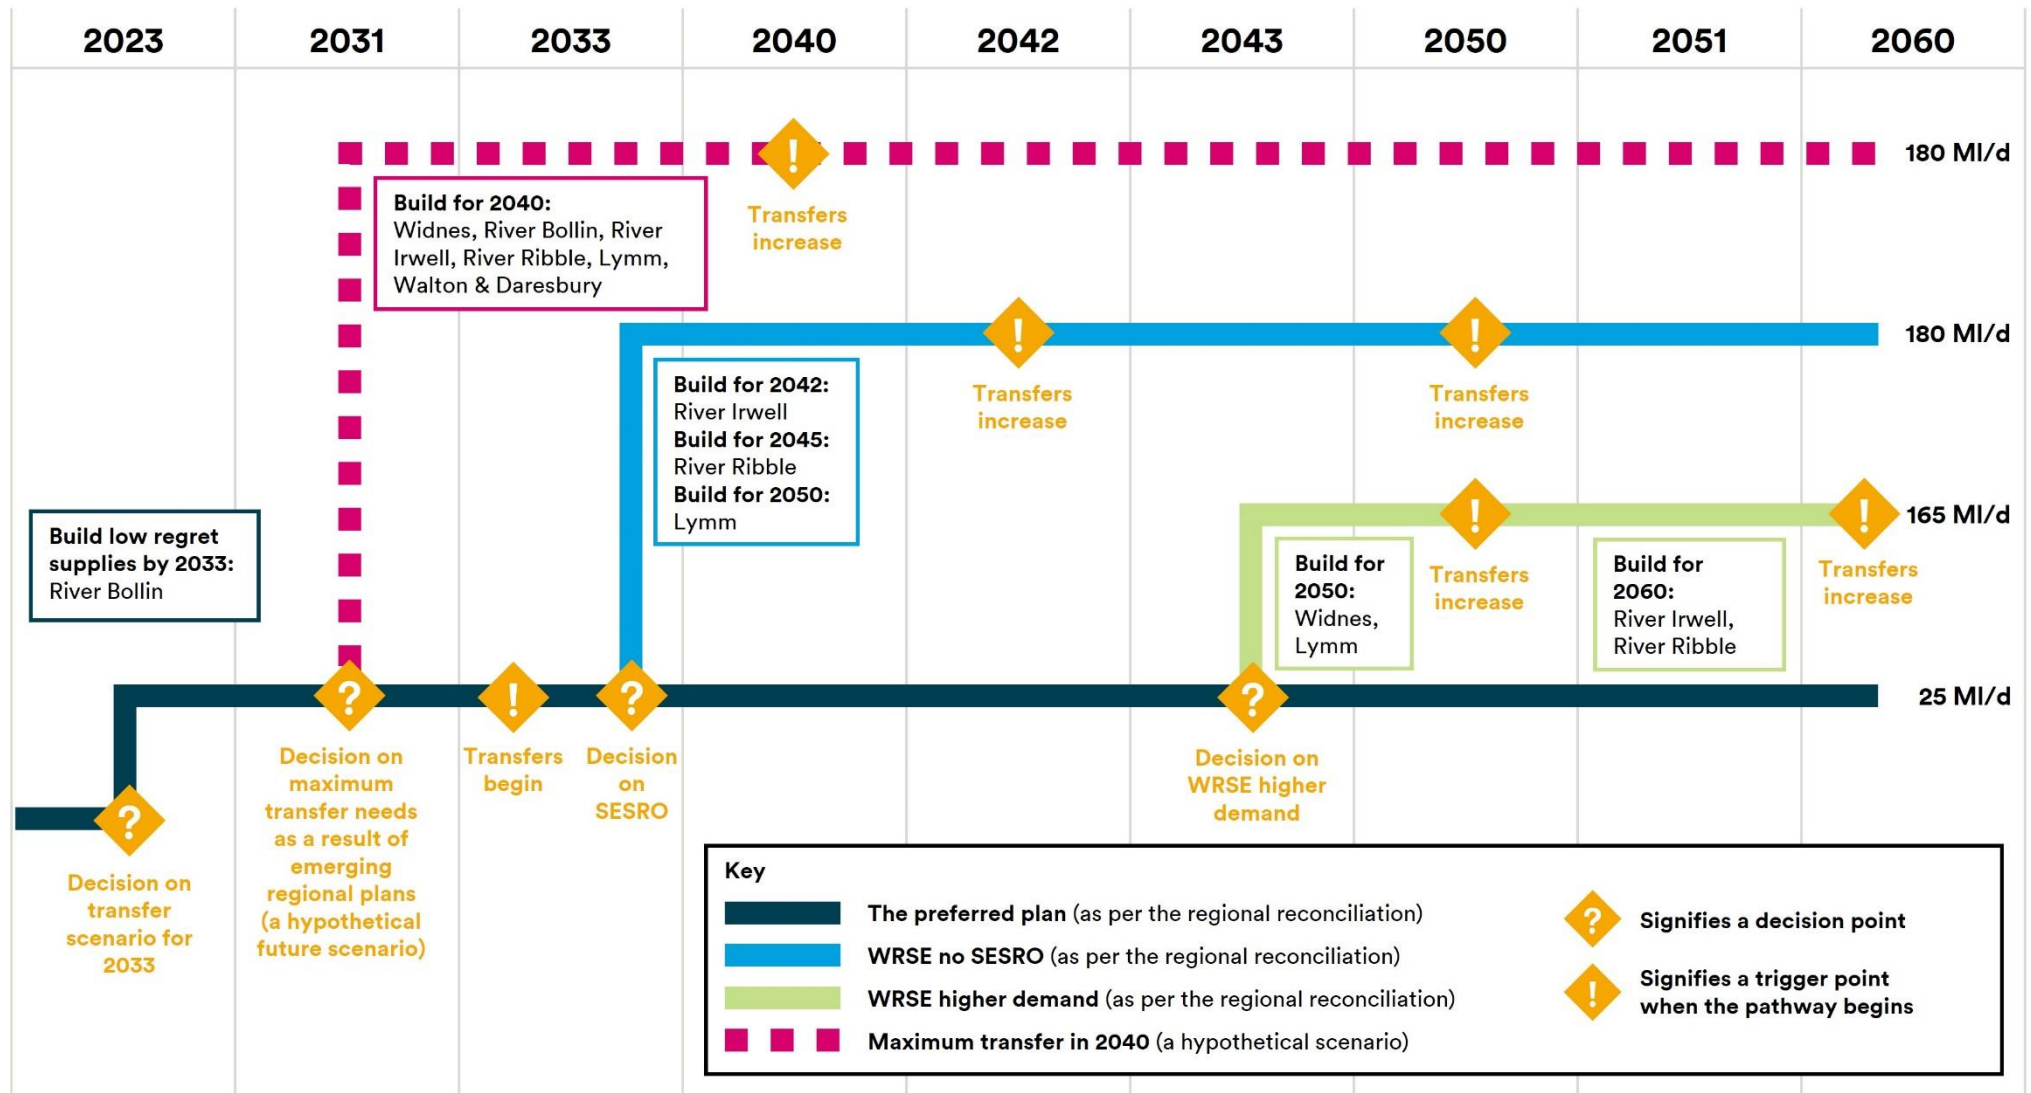 2023 2031 2033 2040 2042 2043 2050 2051 2060
180 Ml/d
Build for 2040:
Widnes, River Bollin, River
Irwell, River Ribble, Lymm,
Walton & Daresbury
!
Transfers
increase
180 Ml/d
Build for 2042:
River Irwell
Build for 2045:
River Ribble
Build for 2050:
Lymm
!
Transfers
increase
!
Transfers
increase
165 Ml/d
Build low regret
supplies by 2033:
River Bollin
Build for
2050:
Widnes,
Lymm
!
Transfers
increase
Build for
2060:
River Irwell,
River Ribble
!
Transfers
increase
25 Ml/d
?
Decision on
transfer
scenario for
2033
?
Decision on
maximum
transfer needs
as a result of
emerging
regional plans
(a hypothetical
future scenario)
!
Transfers
begin
?
Decision
on
SESRO
?
Decision on
WRSE higher
demand
Key
The preferred plan (as per the regional reconciliation)
WRSE no SESRO (as per the regional reconciliation)
WRSE higher demand (as per the regional reconciliation)
Maximum transfer in 2040 (a hypothetical scenario)
?
Signifies a decision point
!
Signifies a trigger point
when the pathway begins